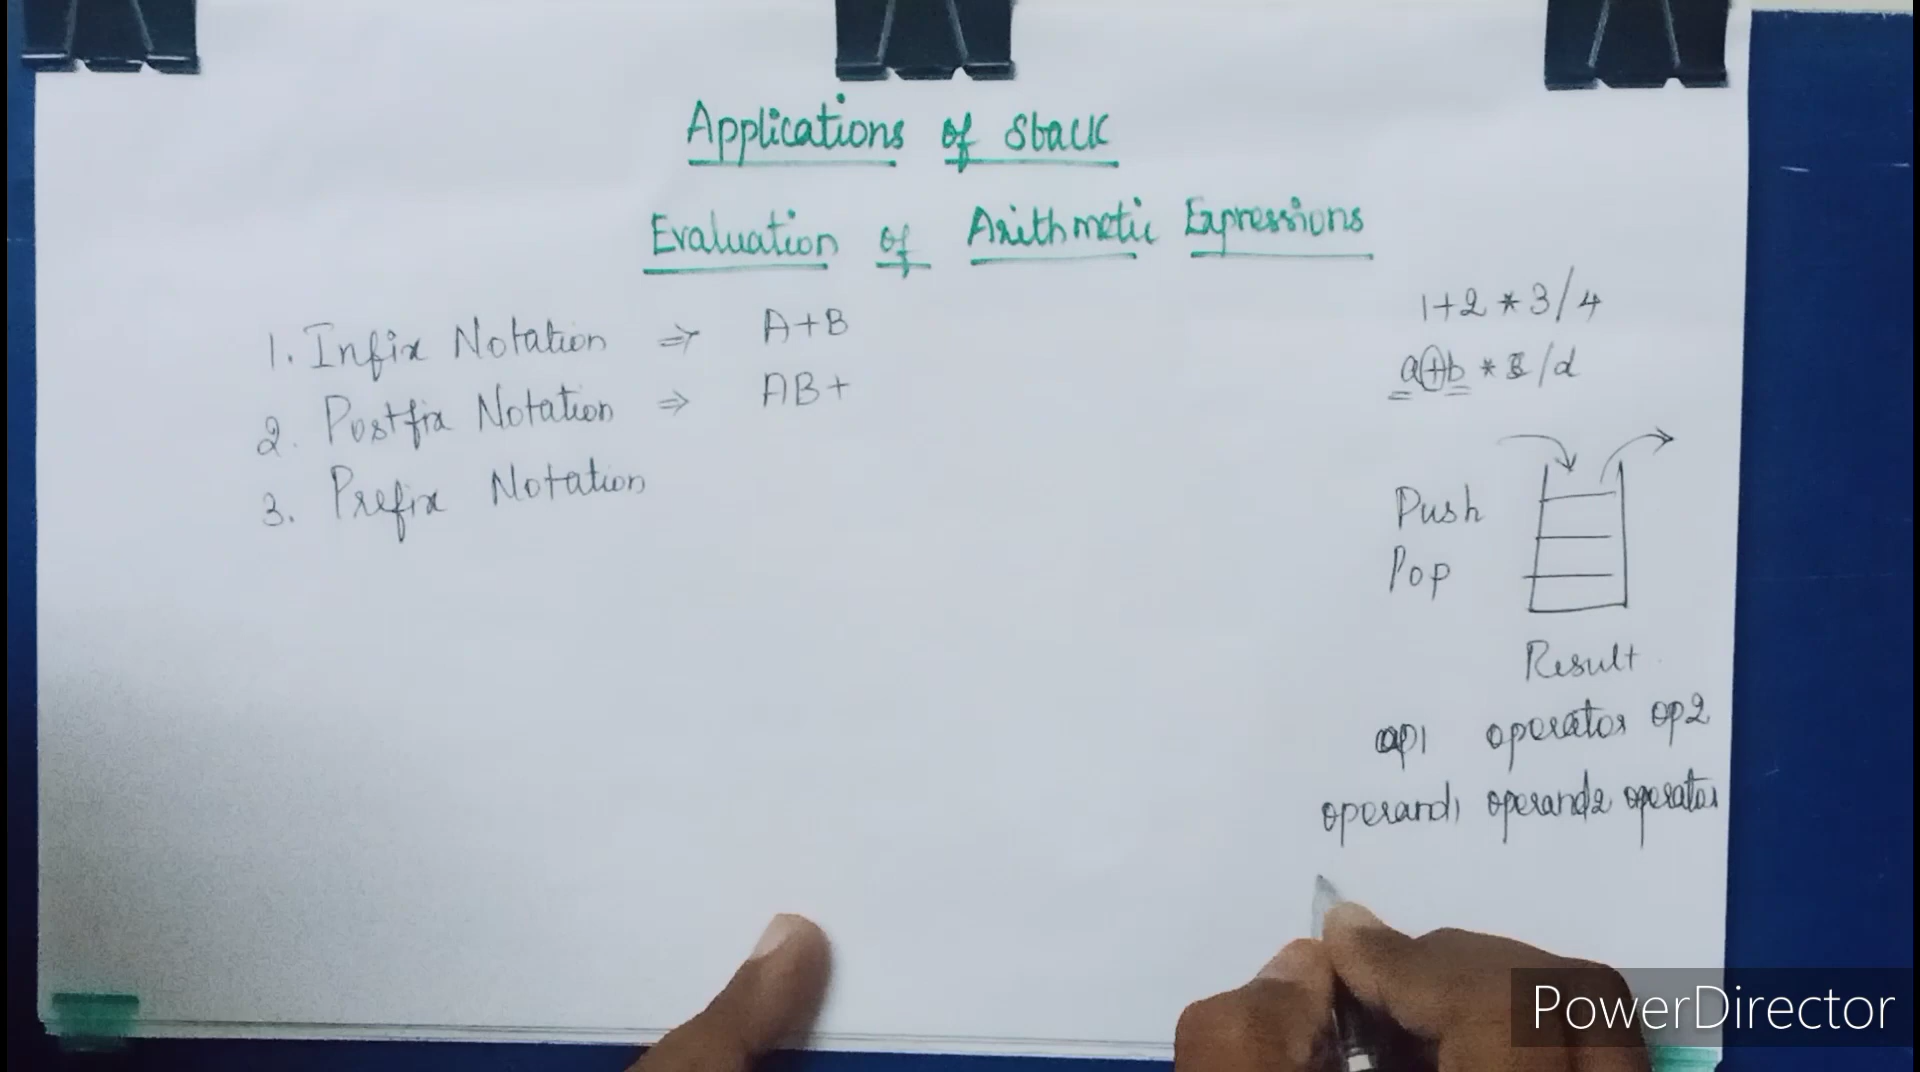 Applications of Stack
Evaluation of Arithmetic Expressions
1. Infix Notation ⇒ A+B
2. Postfix Notation ⇒ AB+
3. Prefix Notation
1+2*3/4
a+b * /d
Push
Pop
Result
op1 operator op2
operand1 operand2 operator
PowerDirector